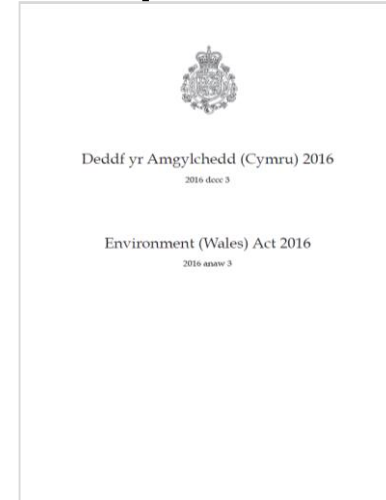 Deddf yr Amgylchedd (Cymru) 2016
2016 dccc 3
Environment (Wales) Act 2016
2016 anaw 3